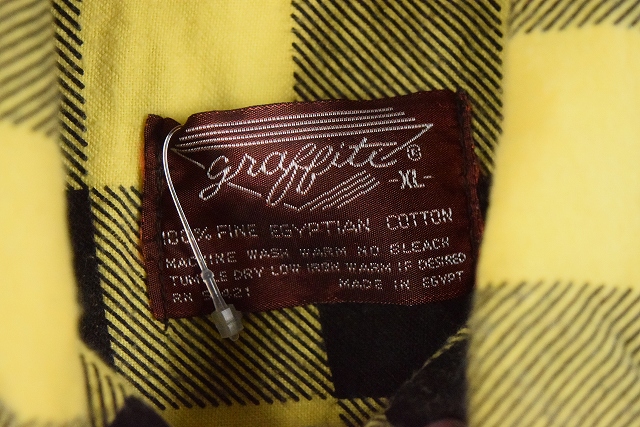 graffiti®
-XL-
100% FINE EGYPTIAN COTTON
MACHINE WASH WARM NO BLEACH
TUMBLE DRY LOW IRON WARM IF DESIRED
RN MADE IN EGYPT